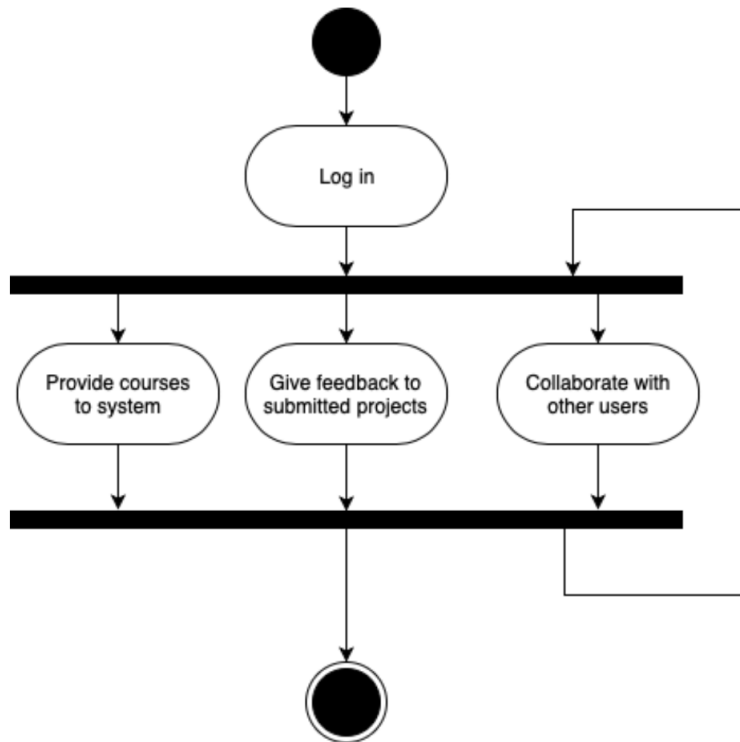 Log in
Provide courses
to system
Give feedback to
submitted projects
Collaborate with
other users